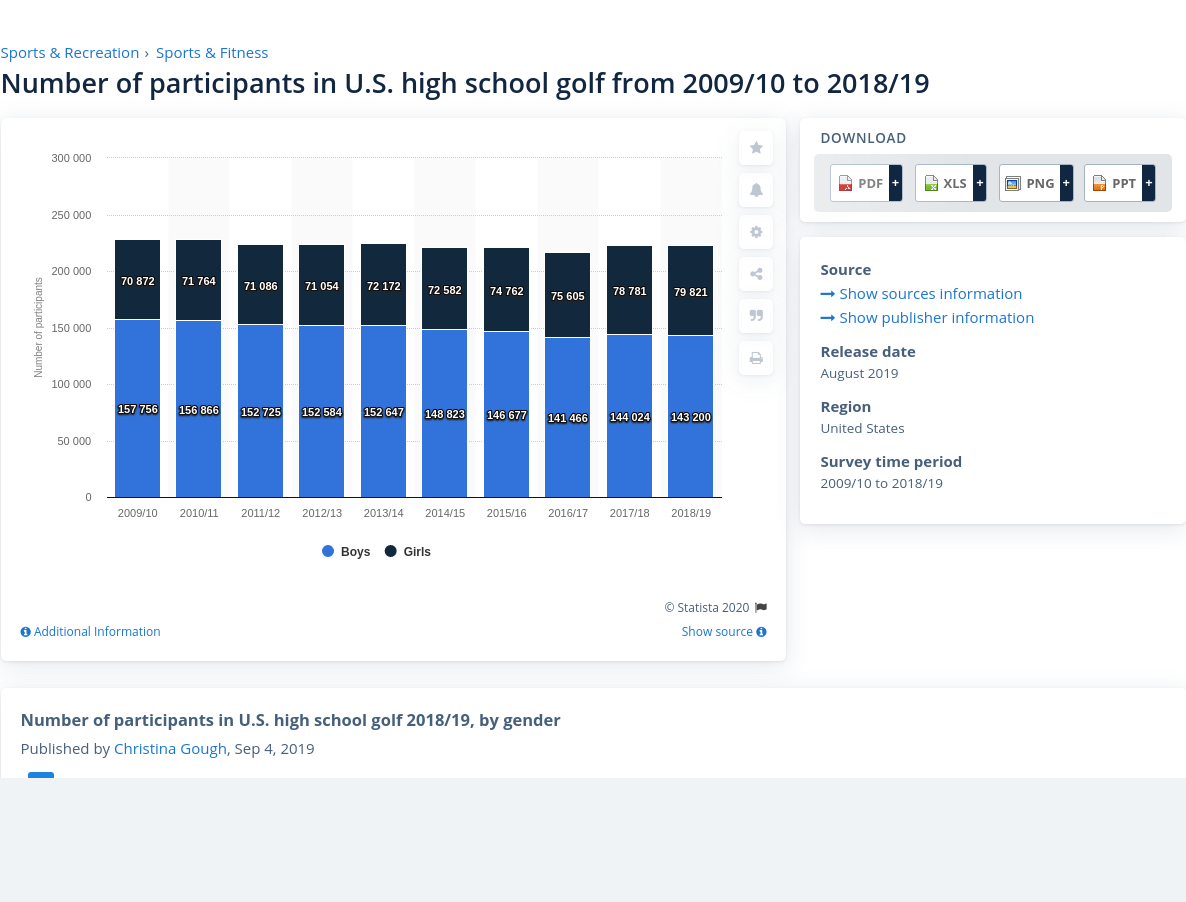 Sports & Recreation › Sports & Fitness
Number of participants in U.S. high school golf from 2009/10 to 2018/19
Number of participants
300 000
250 000
200 000
150 000
100 000
50 000
0
70 872 71 764 71 086 71 054 72 172 72 582 74 762 75 605 78 781 79 821
157 756 156 866 152 725 152 584 152 647 148 823 146 677 141 466 144 024 143 200
2009/10 2010/11 2011/12 2012/13 2013/14 2014/15 2015/16 2016/17 2017/18 2018/19
Boys Girls
© Statista 2020
Additional Information Show source
DOWNLOAD
PDF + XLS + PNG + PPT +
Source
Show sources information
Show publisher information
Release date
August 2019
Region
United States
Survey time period
2009/10 to 2018/19
Number of participants in U.S. high school golf 2018/19, by gender
Published by Christina Gough, Sep 4, 2019